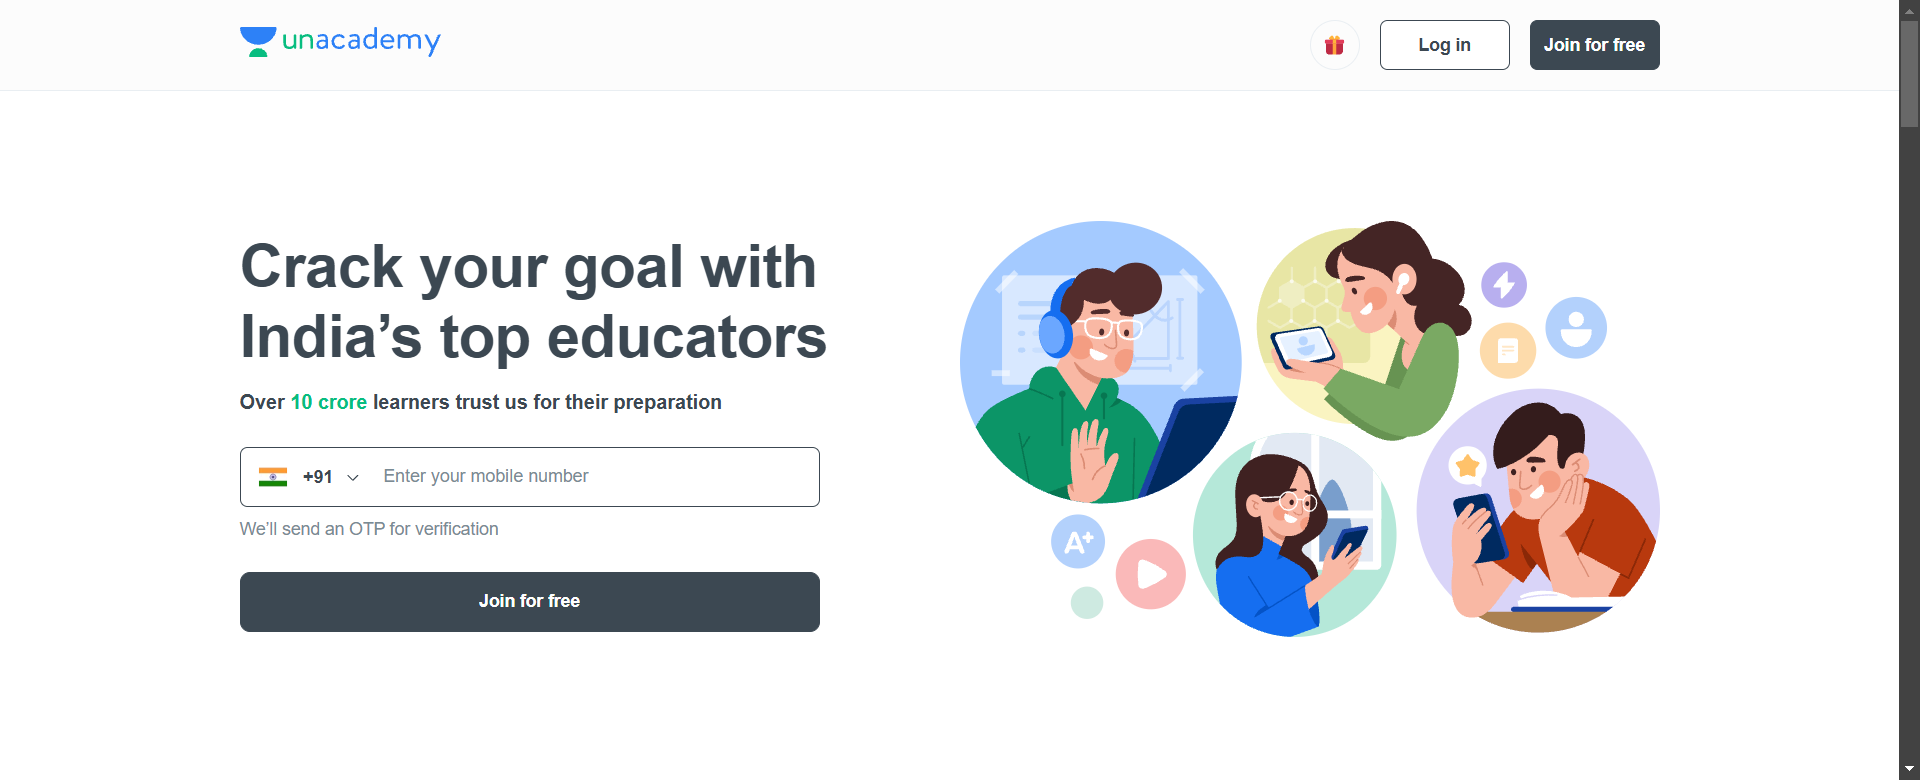 unacademy
Log in
Join for free
Crack your goal with
India’s top educators
Over 10 crore learners trust us for their preparation
+91 Enter your mobile number
We’ll send an OTP for verification
Join for free
A+